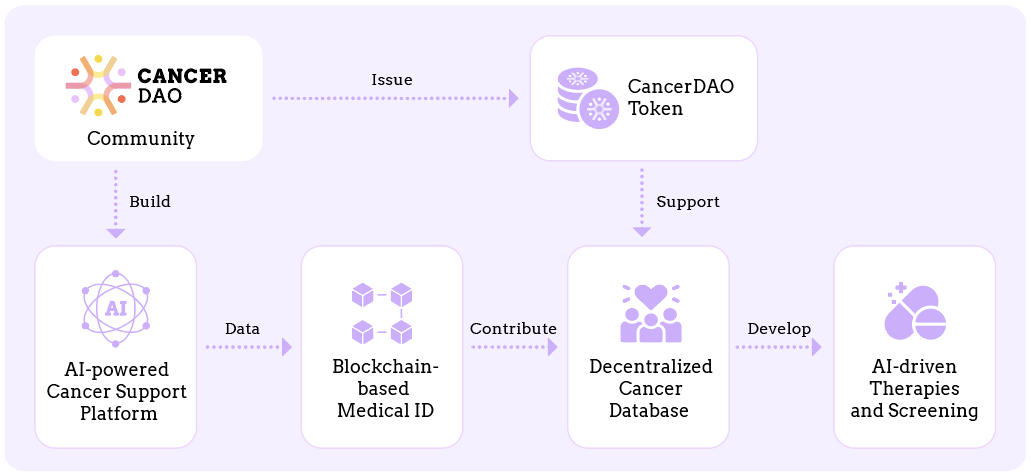 CANCER
DAO
Community
Issue
CancerDAO
Token
Build
Support
AI
AI-powered
Cancer Support
Platform
Data
Blockchain-
based
Medical ID
Contribute
Decentralized
Cancer
Database
Develop
AI-driven
Therapies
and Screening